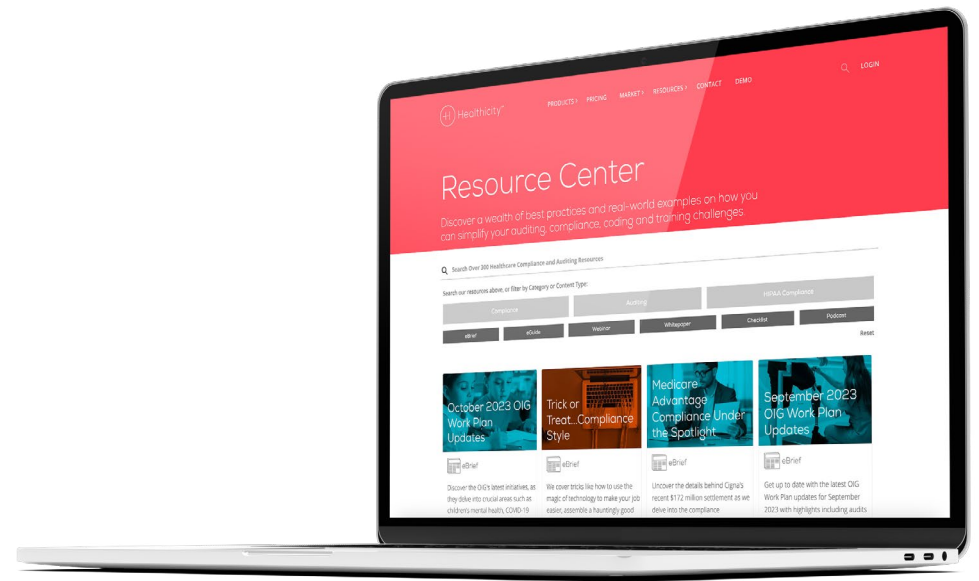 Healthicity™
PRODUCTS › PRICING MARKET › RESOURCES › CONTACT DEMO LOGIN
Resource Center
Discover a wealth of best practices and real-world examples on how you
can simplify your auditing, compliance, coding and training challenges.
Search Over 200 Healthcare Compliance and Auditing Resources
Search our resources above, or filter by Category or Content Type:
Compliance Auditing HIPAA Compliance
eBrief eGuide Webinar Whitepaper Checklist Podcast
Reset
October 2023 OIG
Work Plan
Updates
eBrief
Discover the OIG's latest initiatives, as
they delve into crucial areas such as
children's mental health, COVID-19
Trick or
Treat...Compliance
Style
eBrief
We cover tricks like how to use the
magic of technology to make your job
easier, assemble a hauntingly good
Medicare
Advantage
Compliance Under
the Spotlight
eBrief
Uncover the details behind Cigna's
recent $172 million settlement as we
delve into the compliance
September 2023
OIG Work Plan
Updates
eBrief
Get up to date with the latest OIG
Work Plan updates for September
2023 with highlights including audits